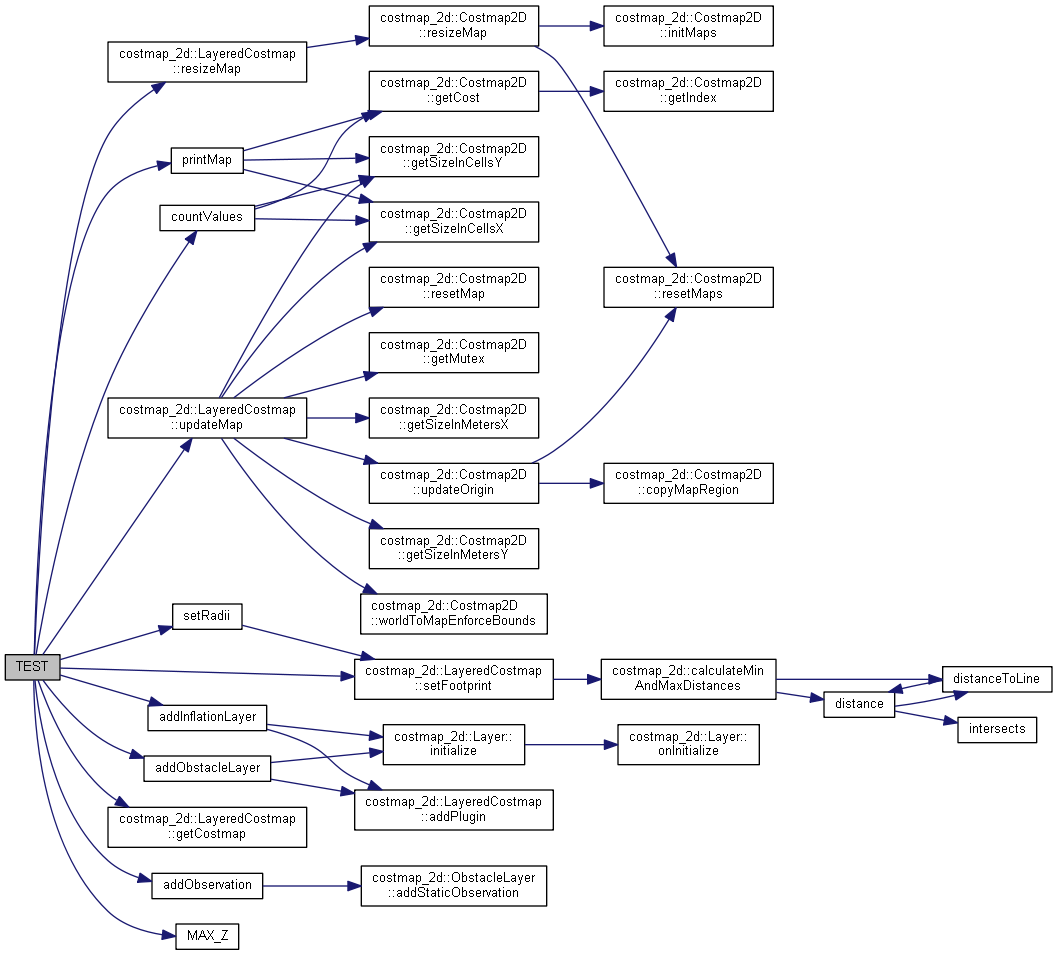 costmap_2d::Costmap2D
::resizeMap
costmap_2d::Costmap2D
::initMaps
costmap_2d::LayeredCostmap
::resizeMap
costmap_2d::Costmap2D
::getCost
costmap_2d::Costmap2D
::getIndex
printMap
costmap_2d::Costmap2D
::getSizeInCellsY
countValues
costmap_2d::Costmap2D
::getSizeInCellsX
costmap_2d::Costmap2D
::resetMap
costmap_2d::Costmap2D
::resetMaps
costmap_2d::Costmap2D
::getMutex
costmap_2d::LayeredCostmap
::updateMap
costmap_2d::Costmap2D
::getSizeInMetersX
costmap_2d::Costmap2D
::updateOrigin
costmap_2d::Costmap2D
::copyMapRegion
costmap_2d::Costmap2D
::getSizeInMetersY
costmap_2d::Costmap2D
::worldToMapEnforceBounds
setRadii
TEST
costmap_2d::LayeredCostmap
::setFootprint
costmap_2d::calculateMin
AndMaxDistances
distanceToLine
distance
addInflationLayer
intersects
costmap_2d::Layer::
initialize
costmap_2d::Layer::
onInitialize
addObstacleLayer
costmap_2d::LayeredCostmap
::addPlugin
costmap_2d::LayeredCostmap
::getCostmap
addObservation
costmap_2d::ObstacleLayer
::addStaticObservation
MAX_Z